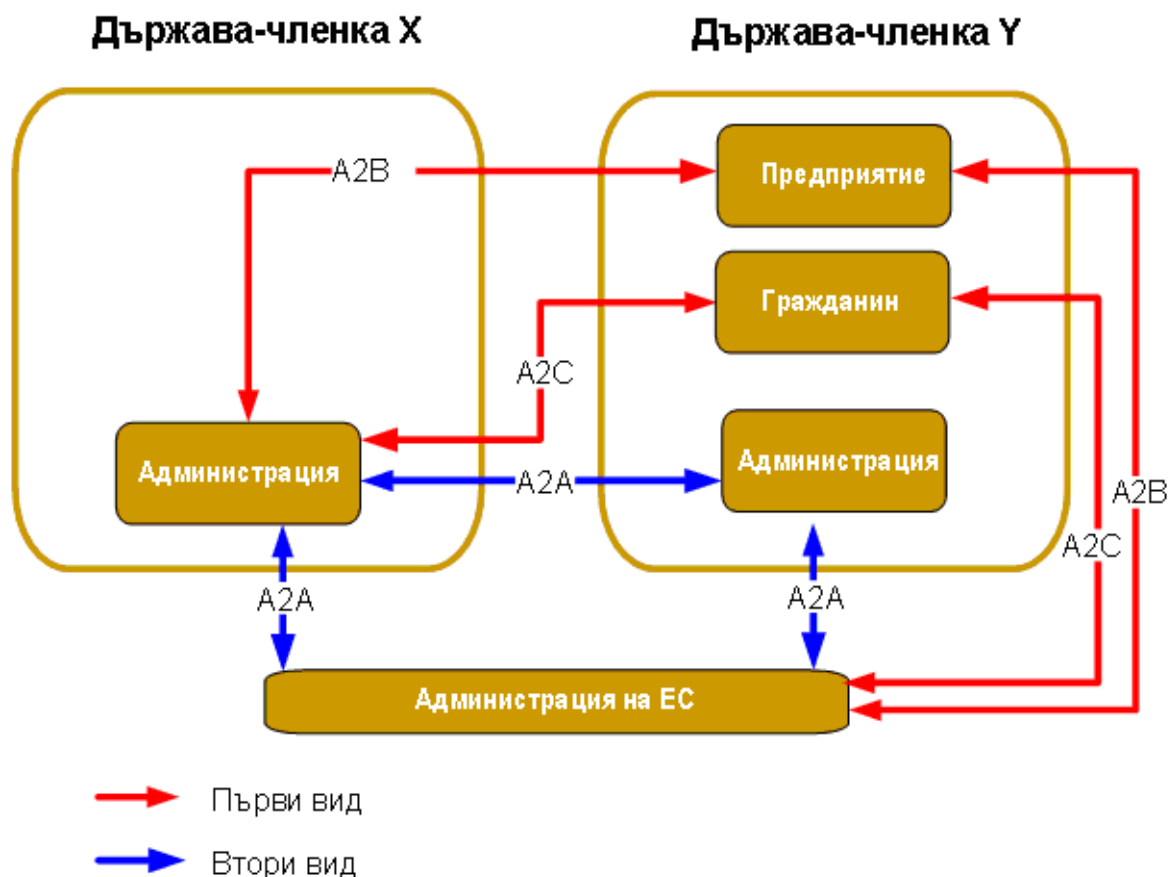 Държава-членка X
Държава-членка Y
A2B
Предприятие
Гражданин
A2C
Администрация
Администрация
A2A
A2B
A2C
A2A
A2A
Администрация на ЕС
Първи вид
Втори вид